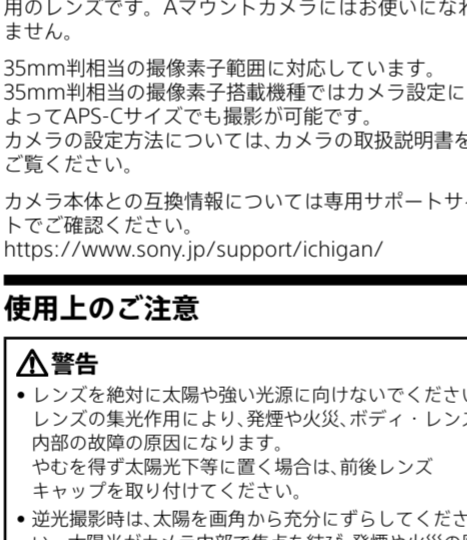 用のレンズです。Aマウントカメラにはお使いになれ
ません。
35mm判相当の撮像素子範囲に対応しています。
35mm判相当の撮像素子搭載機種ではカメラ設定に
よってAPS-Cサイズでも撮影が可能です。
カメラの設定方法については、カメラの取扱説明書を
ご覧ください。
カメラ本体との互換情報については専用サポートサイ
トでご確認ください。
https://www.sony.jp/support/ichigan/
使用上のご注意
⚠警告
• レンズを絶対に太陽や強い光源に向けないでください
レンズの集光作用により、発煙や火災、ボディ・レンズ
内部の故障の原因になります。
やむを得ず太陽光下等に置く場合は、前後レンズ
キャップを取り付けてください。
• 逆光撮影時は、太陽を画角から充分にずらしてくださ
い。太陽光がカメラ内部で焦点を結び、発煙や火災の原